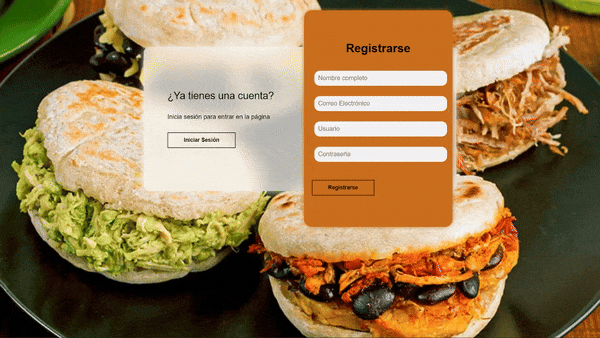 ¿Ya tienes una cuenta?
Inicia sesión para entrar en la página
Iniciar Sesión
Registrarse
Nombre completo
Correo Electrónico
Usuario
Contraseña
Registrarse